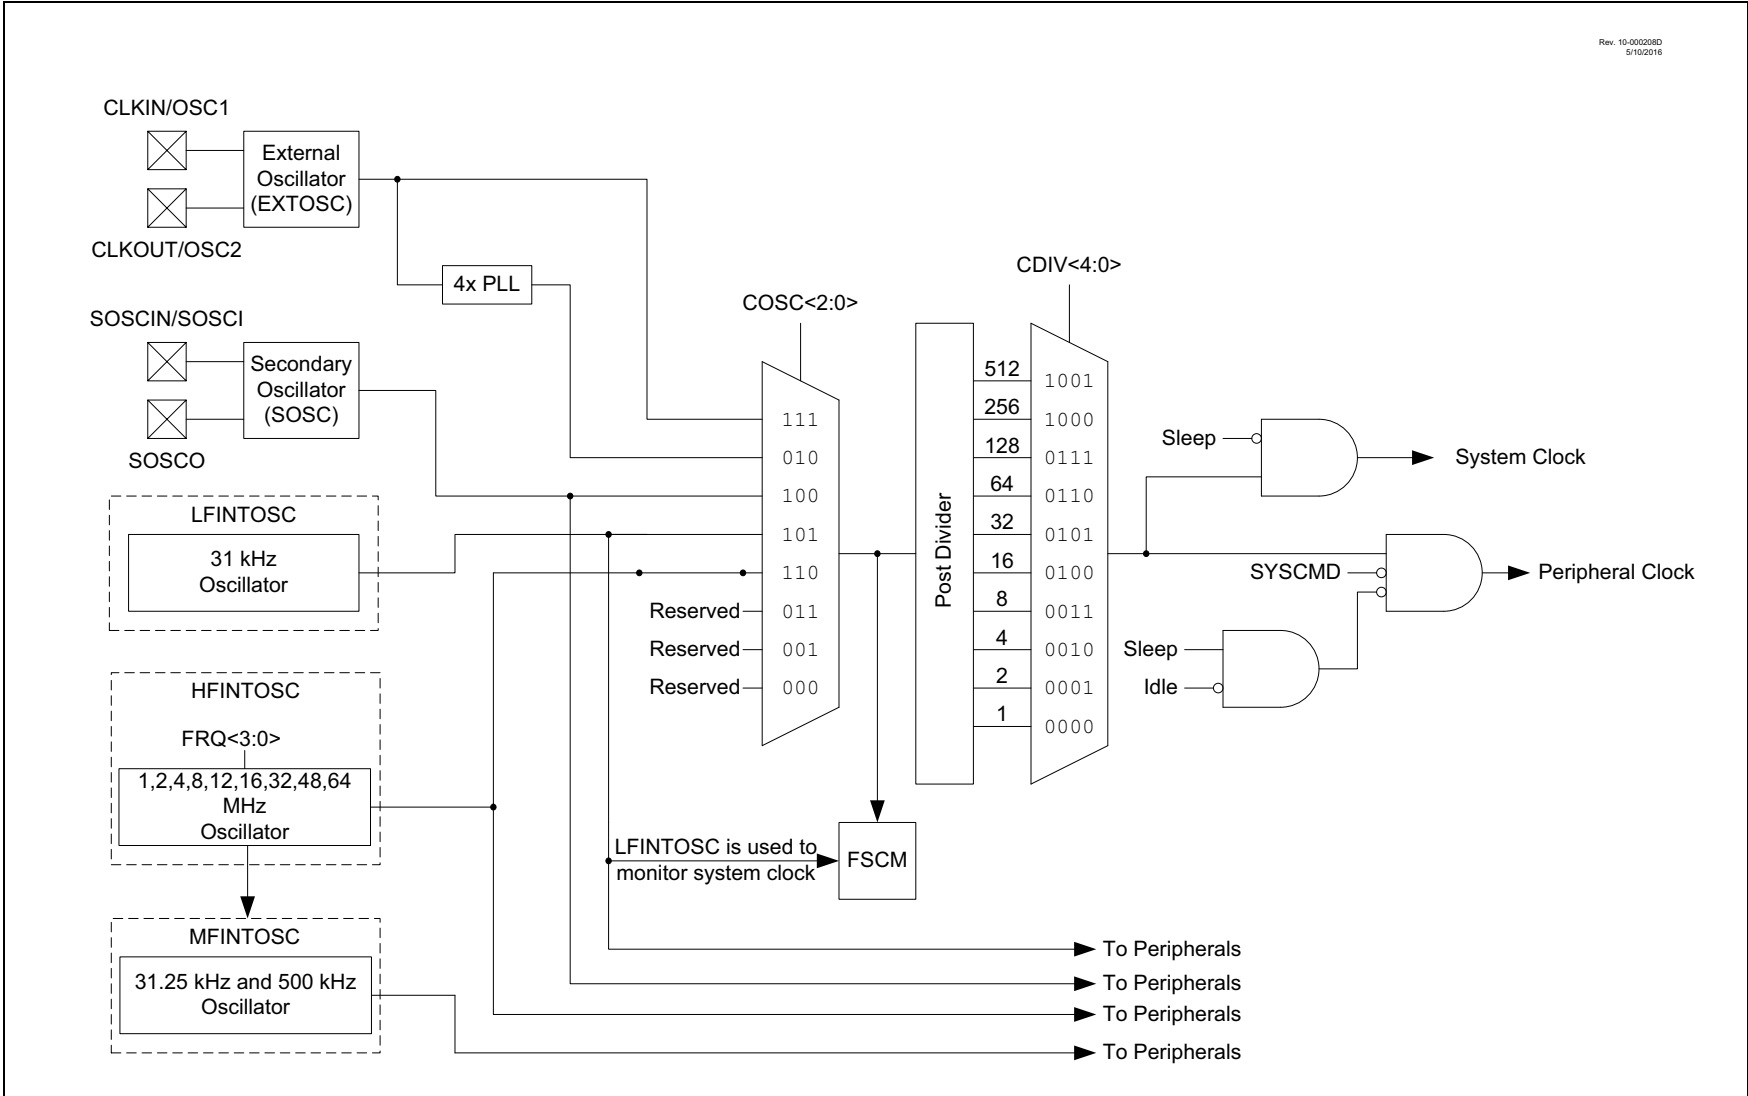 Rev. 10-000208D
5/10/2016
CLKIN/OSC1
External
Oscillator
(EXTOSC)
CLKOUT/OSC2
4x PLL
SOSCIN/SOSCI
Secondary
Oscillator
(SOSC)
SOSCO
LFINTOSC
31 kHz
Oscillator
HFINTOSC
FRQ<3:0>
1,2,4,8,12,16,32,48,64
MHz
Oscillator
MFINTOSC
31.25 kHz and 500 kHz
Oscillator
COSC<2:0>
111
010
100
101
110
Reserved 011
Reserved 001
Reserved 000
LFINTOSC is used to
monitor system clock
FSCM
Post Divider
CDIV<4:0>
512 1001
256 1000
128 0111
64 0110
32 0101
16 0100
8 0011
4 0010
2 0001
1 0000
Sleep
System Clock
SYSCMD
Peripheral Clock
Sleep
Idle
To Peripherals
To Peripherals
To Peripherals
To Peripherals